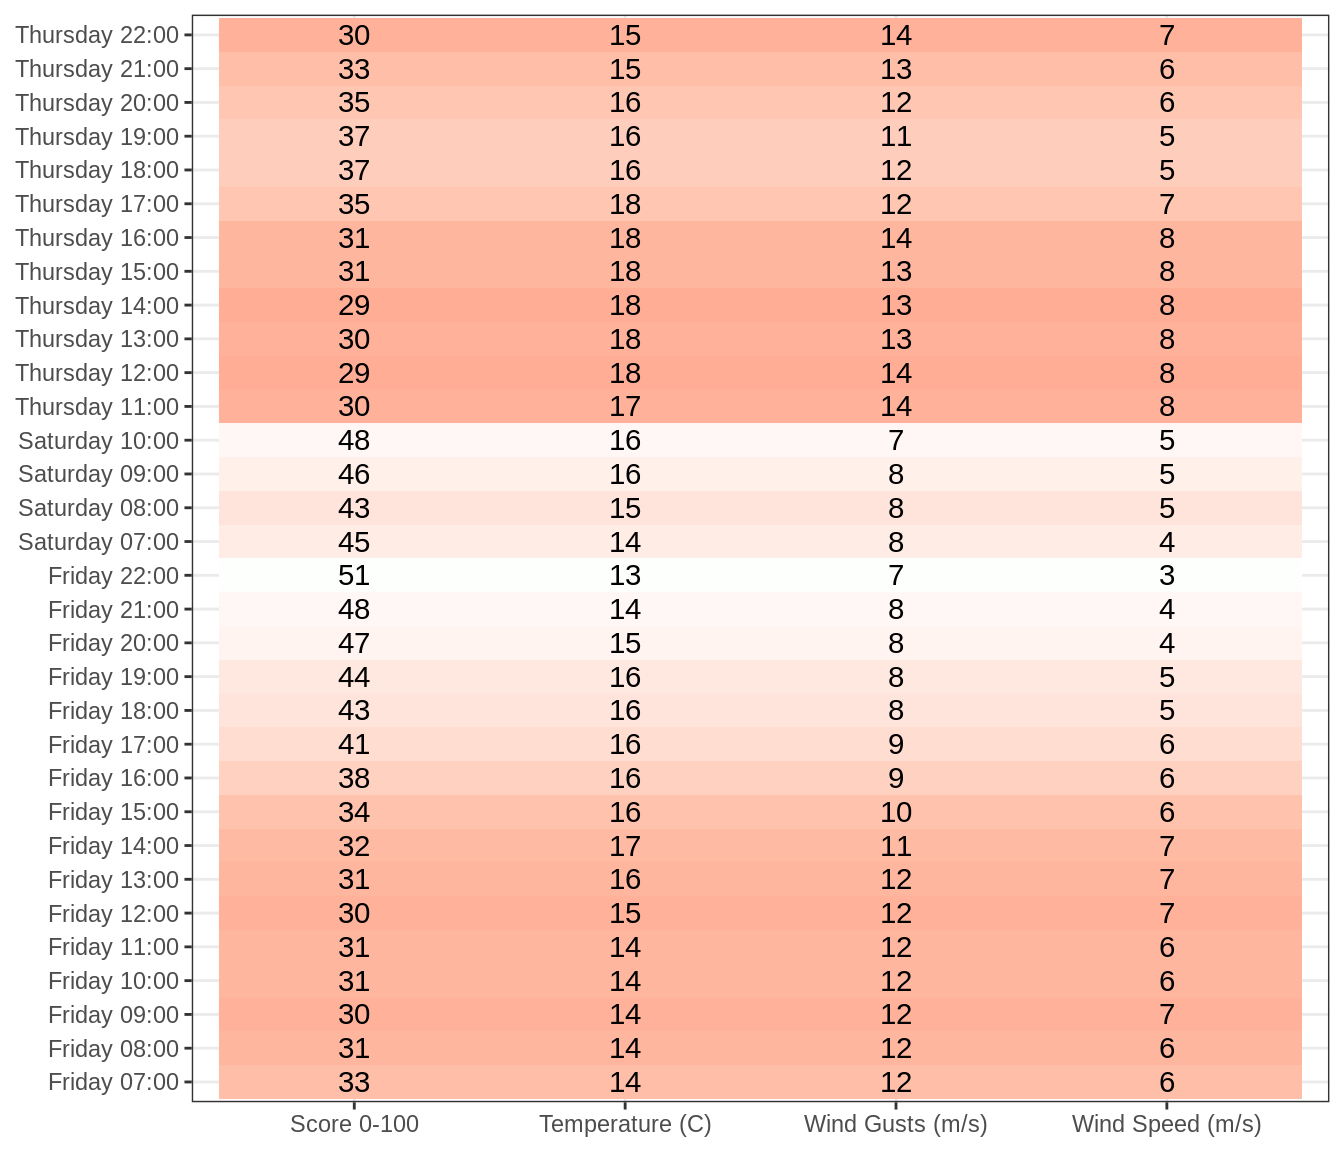 Thursday 22:00 30 15 14 7
Thursday 21:00 33 15 13 6
Thursday 20:00 35 16 12 6
Thursday 19:00 37 16 11 5
Thursday 18:00 37 16 12 5
Thursday 17:00 35 18 12 7
Thursday 16:00 31 18 14 8
Thursday 15:00 31 18 13 8
Thursday 14:00 29 18 13 8
Thursday 13:00 30 18 13 8
Thursday 12:00 29 18 14 8
Thursday 11:00 30 17 14 8
Saturday 10:00 48 16 7 5
Saturday 09:00 46 16 8 5
Saturday 08:00 43 15 8 5
Saturday 07:00 45 14 8 4
Friday 22:00 51 13 7 3
Friday 21:00 48 14 8 4
Friday 20:00 47 15 8 4
Friday 19:00 44 16 8 5
Friday 18:00 43 16 8 5
Friday 17:00 41 16 9 6
Friday 16:00 38 16 9 6
Friday 15:00 34 16 10 6
Friday 14:00 32 17 11 7
Friday 13:00 31 16 12 7
Friday 12:00 30 15 12 7
Friday 11:00 31 14 12 6
Friday 10:00 31 14 12 6
Friday 09:00 30 14 12 7
Friday 08:00 31 14 12 6
Friday 07:00 33 14 12 6
Score 0-100 Temperature (C) Wind Gusts (m/s) Wind Speed (m/s)